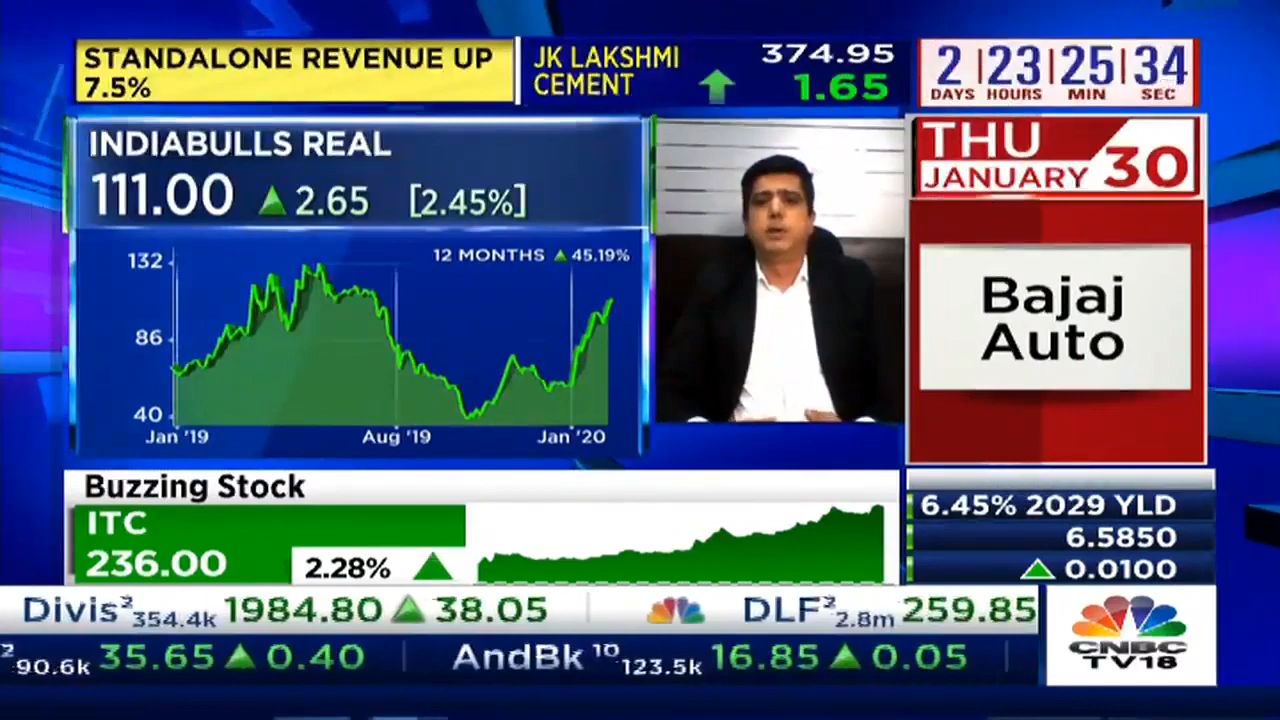 STANDALONE REVENUE UP
7.5%
JK LAKSHMI
CEMENT
374.95
1.65
2 23 25 34
DAYS HOURS MIN SEC
INDIABULLS REAL
111.00 2.65 [2.45%]
12 MONTHS 45.19%
132
86
40
Jan '19 Aug '19 Jan '20
THU
JANUARY 30
Bajaj
Auto
Buzzing Stock
ITC
236.00
2.28%
6.45% 2029 YLD
6.5850
0.0100
Divis² 354.4k 1984.80 38.05 DLF² 2.8m 259.85
² 90.6k 35.65 0.40 AndBk¹⁰ 123.5k 16.85 0.05
CNBC
TV18